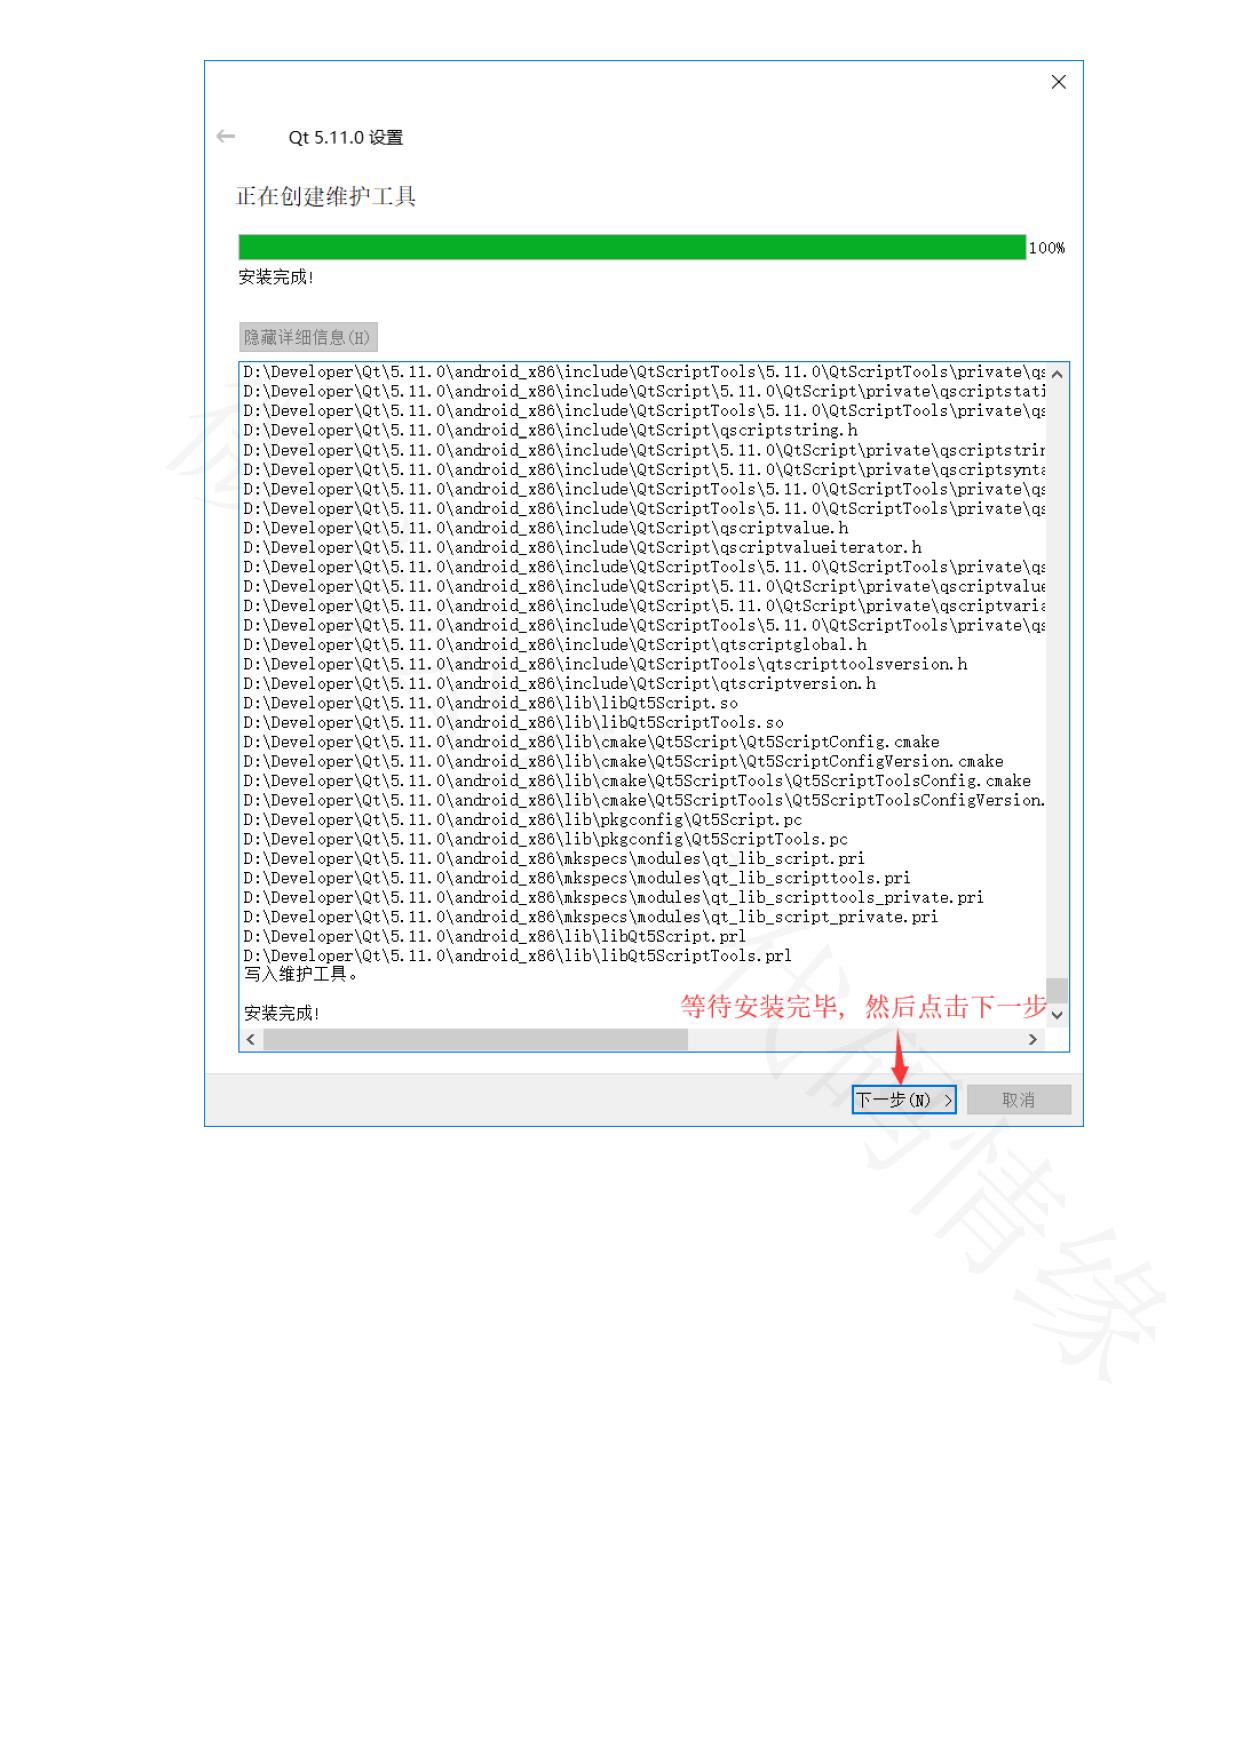 Qt 5.11.0 设置
正在创建维护工具
100%
安装完成!
隐藏详细信息(H)
D:\Developer\Qt\5.11.0\android_x86\include\QtScriptTools\5.11.0\QtScriptTools\private\qs
D:\Developer\Qt\5.11.0\android_x86\include\QtScript\5.11.0\QtScript\private\qscriptstati
D:\Developer\Qt\5.11.0\android_x86\include\QtScriptTools\5.11.0\QtScriptTools\private\qs
D:\Developer\Qt\5.11.0\android_x86\include\QtScript\qscriptstring.h
D:\Developer\Qt\5.11.0\android_x86\include\QtScript\5.11.0\QtScript\private\qscriptstrin
D:\Developer\Qt\5.11.0\android_x86\include\QtScript\5.11.0\QtScript\private\qscriptsynta
D:\Developer\Qt\5.11.0\android_x86\include\QtScriptTools\5.11.0\QtScriptTools\private\qs
D:\Developer\Qt\5.11.0\android_x86\include\QtScriptTools\5.11.0\QtScriptTools\private\qs
D:\Developer\Qt\5.11.0\android_x86\include\QtScript\qscriptvalue.h
D:\Developer\Qt\5.11.0\android_x86\include\QtScript\qscriptvalueiterator.h
D:\Developer\Qt\5.11.0\android_x86\include\QtScriptTools\5.11.0\QtScriptTools\private\qs
D:\Developer\Qt\5.11.0\android_x86\include\QtScript\5.11.0\QtScript\private\qscriptvalue
D:\Developer\Qt\5.11.0\android_x86\include\QtScript\5.11.0\QtScript\private\qscriptvaria
D:\Developer\Qt\5.11.0\android_x86\include\QtScriptTools\5.11.0\QtScriptTools\private\qs
D:\Developer\Qt\5.11.0\android_x86\include\QtScript\qtscriptglobal.h
D:\Developer\Qt\5.11.0\android_x86\include\QtScriptTools\qtscripttoolsversion.h
D:\Developer\Qt\5.11.0\android_x86\include\QtScript\qtscriptversion.h
D:\Developer\Qt\5.11.0\android_x86\lib\libQt5Script.so
D:\Developer\Qt\5.11.0\android_x86\lib\libQt5ScriptTools.so
D:\Developer\Qt\5.11.0\android_x86\lib\cmake\Qt5Script\Qt5ScriptConfig.cmake
D:\Developer\Qt\5.11.0\android_x86\lib\cmake\Qt5Script\Qt5ScriptConfigVersion.cmake
D:\Developer\Qt\5.11.0\android_x86\lib\cmake\Qt5ScriptTools\Qt5ScriptToolsConfig.cmake
D:\Developer\Qt\5.11.0\android_x86\lib\cmake\Qt5ScriptTools\Qt5ScriptToolsConfigVersion.
D:\Developer\Qt\5.11.0\android_x86\lib\pkgconfig\Qt5Script.pc
D:\Developer\Qt\5.11.0\android_x86\lib\pkgconfig\Qt5ScriptTools.pc
D:\Developer\Qt\5.11.0\android_x86\mkspecs\modules\qt_lib_script.pri
D:\Developer\Qt\5.11.0\android_x86\mkspecs\modules\qt_lib_scripttools.pri
D:\Developer\Qt\5.11.0\android_x86\mkspecs\modules\qt_lib_scripttools_private.pri
D:\Developer\Qt\5.11.0\android_x86\mkspecs\modules\qt_lib_script_private.pri
D:\Developer\Qt\5.11.0\android_x86\lib\libQt5Script.prl
D:\Developer\Qt\5.11.0\android_x86\lib\libQt5ScriptTools.prl
写入维护工具。
等待安装完毕，然后点击下一步
安装完成!
下一步(N) >
取消
代码情缘